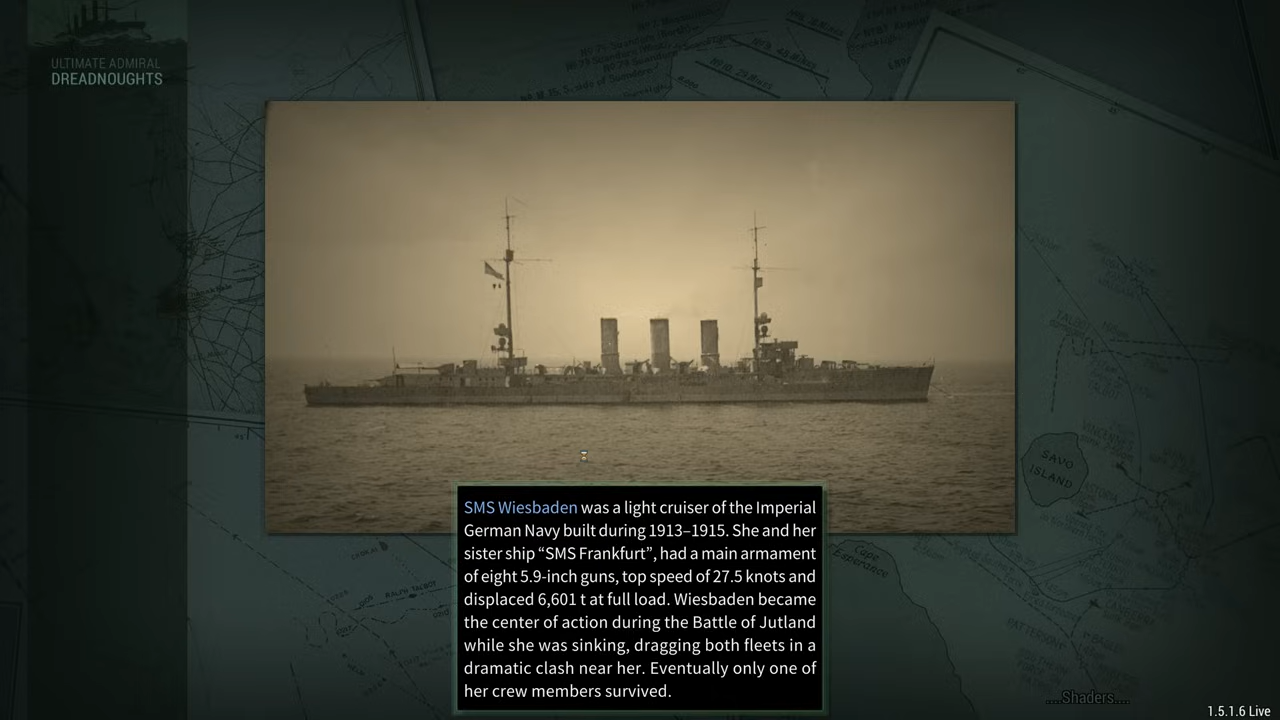 ULTIMATE ADMIRAL
DREADNOUGHTS
SAVO
ISLAND
Cape
Esperance
RALPH TALBOT
SMS Wiesbaden was a light cruiser of the Imperial
German Navy built during 1913–1915. She and her
sister ship “SMS Frankfurt”, had a main armament
of eight 5.9-inch guns, top speed of 27.5 knots and
displaced 6,601 t at full load. Wiesbaden became
the center of action during the Battle of Jutland
while she was sinking, dragging both fleets in a
dramatic clash near her. Eventually only one of
her crew members survived.
....Shaders....
1.5.1.6 Live